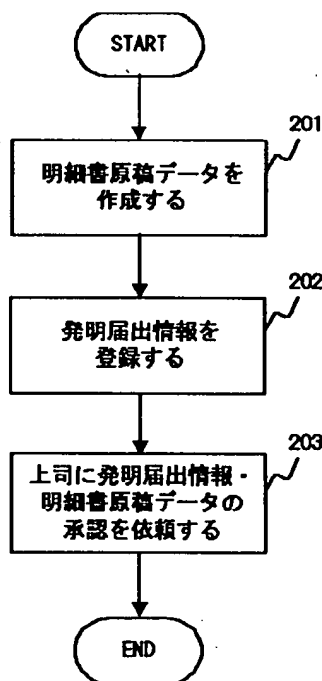 START
201
明細書原稿データを
作成する
202
発明届出情報を
登録する
203
上司に発明届出情報・
明細書原稿データの
承認を依頼する
END